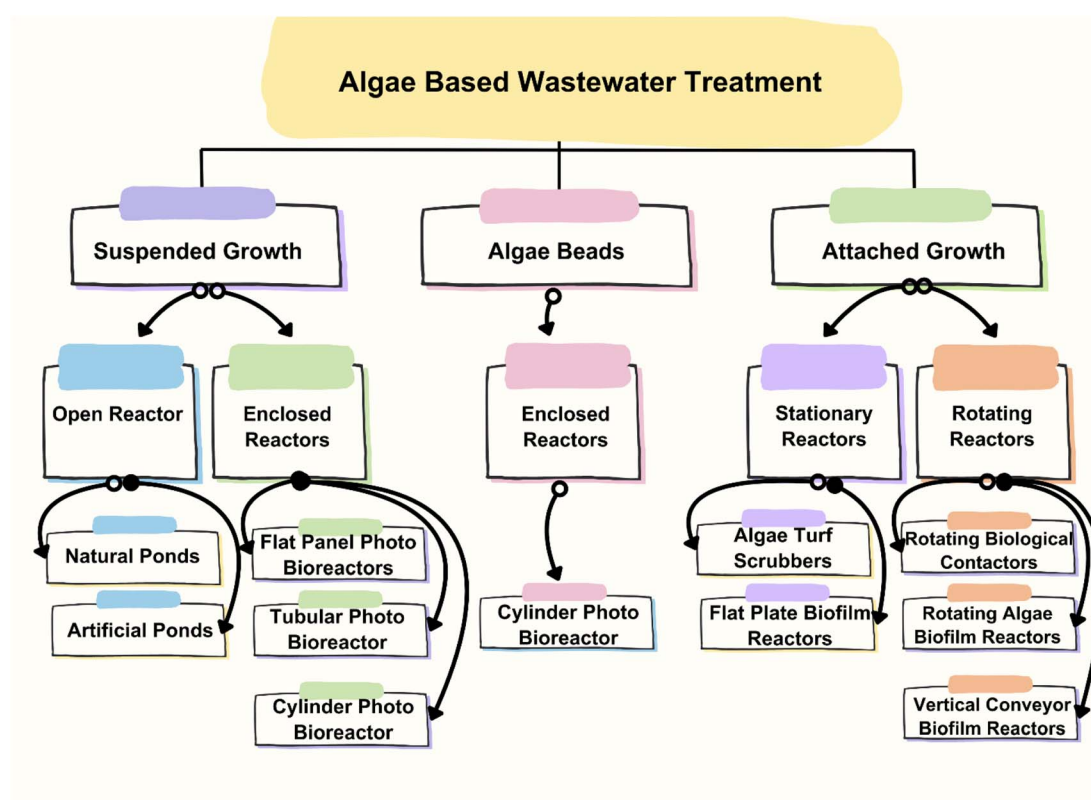 Algae Based Wastewater Treatment
Suspended Growth
Algae Beads
Attached Growth
Open Reactor
Enclosed
Reactors
Enclosed
Reactors
Stationary
Reactors
Rotating
Reactors
Natural Ponds
Artificial Ponds
Flat Panel Photo
Bioreactors
Tubular Photo
Bioreactor
Cylinder Photo
Bioreactor
Cylinder Photo
Bioreactor
Algae Turf
Scrubbers
Flat Plate Biofilm
Reactors
Rotating Biological
Contactors
Rotating Algae
Biofilm Reactors
Vertical Conveyor
Biofilm Reactors